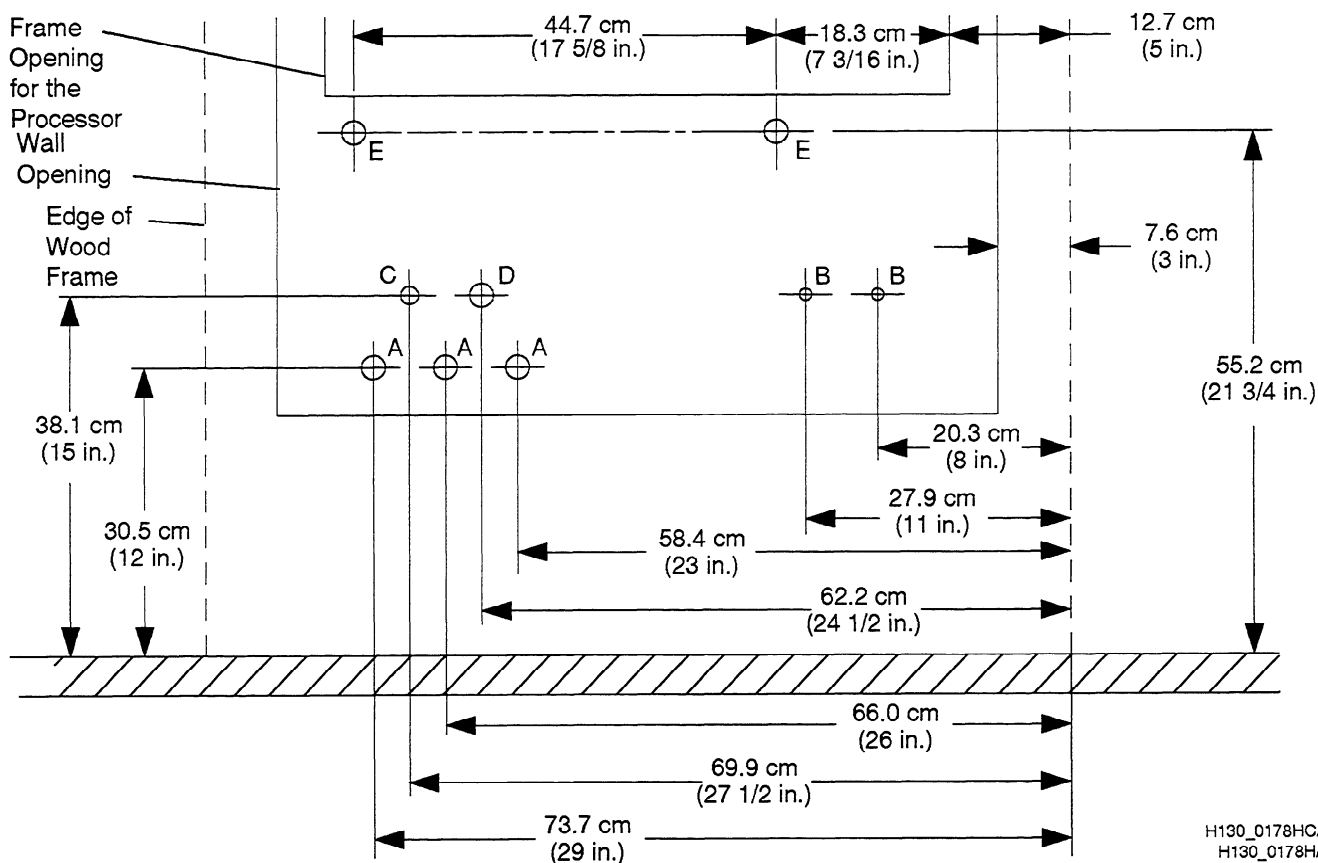 Frame
Opening
for the
Processor
Wall
Opening
Edge of
Wood
Frame
44.7 cm
(17 5/8 in.)
18.3 cm
(7 3/16 in.)
12.7 cm
(5 in.)
E
E
7.6 cm
(3 in.)
C
D
B
B
A
A
A
55.2 cm
(21 3/4 in.)
38.1 cm
(15 in.)
30.5 cm
(12 in.)
20.3 cm
(8 in.)
27.9 cm
(11 in.)
58.4 cm
(23 in.)
62.2 cm
(24 1/2 in.)
66.0 cm
(26 in.)
69.9 cm
(27 1/2 in.)
73.7 cm
(29 in.)
H130_0178HC
H130_0178H